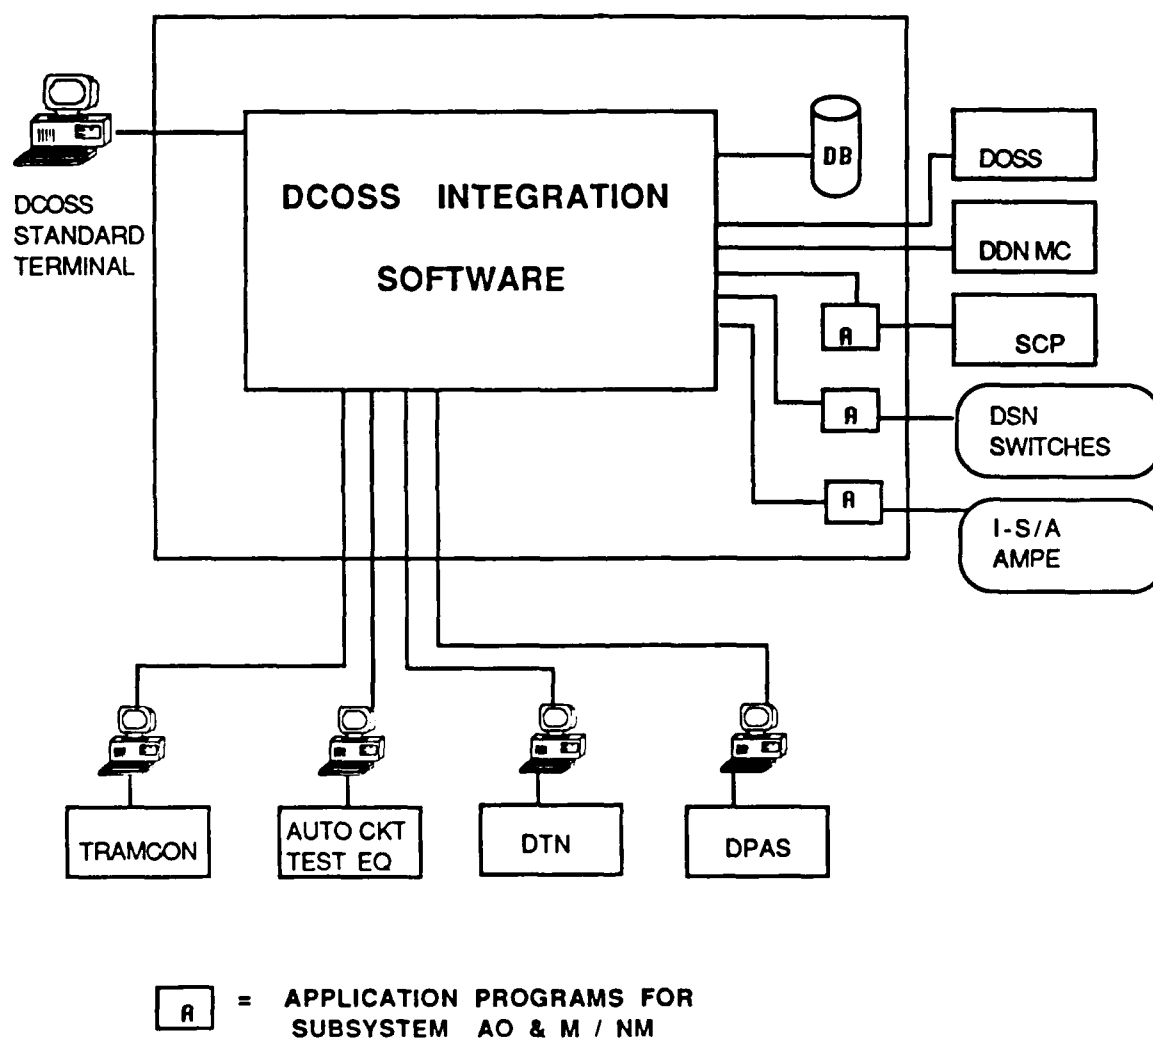 DCOSS
STANDARD
TERMINAL
DCOSS INTEGRATION
SOFTWARE
DB
DOSS
DDN MC
A
SCP
A
DSN
SWITCHES
A
I-S/A
AMPE
TRAMCON
AUTO CKT
TEST EQ
DTN
DPAS
A = APPLICATION PROGRAMS FOR
SUBSYSTEM AO & M / NM